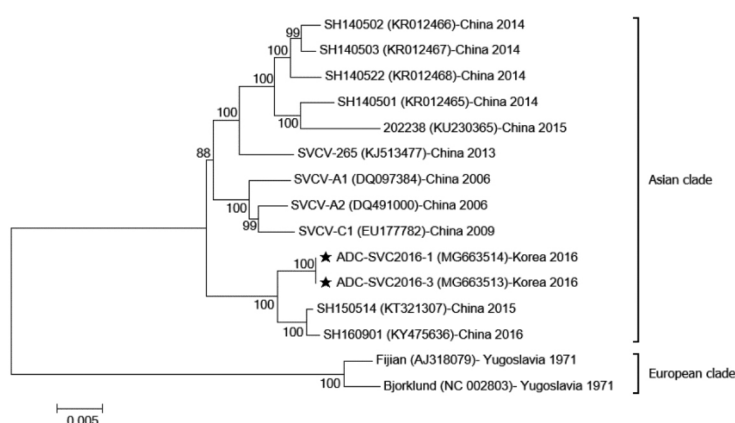 SH140502 (KR012466)-China 2014
99
SH140503 (KR012467)-China 2014
100
SH140522 (KR012468)-China 2014
100
SH140501 (KR012465)-China 2014
100
100
202238 (KU230365)-China 2015
SVCV-265 (KJ513477)-China 2013
88
SVCV-A1 (DQ097384)-China 2006
Asian clade
100
SVCV-A2 (DQ491000)-China 2006
99
SVCV-C1 (EU177782)-China 2009
★ ADC-SVC2016-1 (MG663514)-Korea 2016
100
★ ADC-SVC2016-3 (MG663513)-Korea 2016
100
SH150514 (KT321307)-China 2015
100
SH160901 (KY475636)-China 2016
Fijian (AJ318079)- Yugoslavia 1971
European clade
100
Bjorklund (NC 002803)- Yugoslavia 1971
0.005